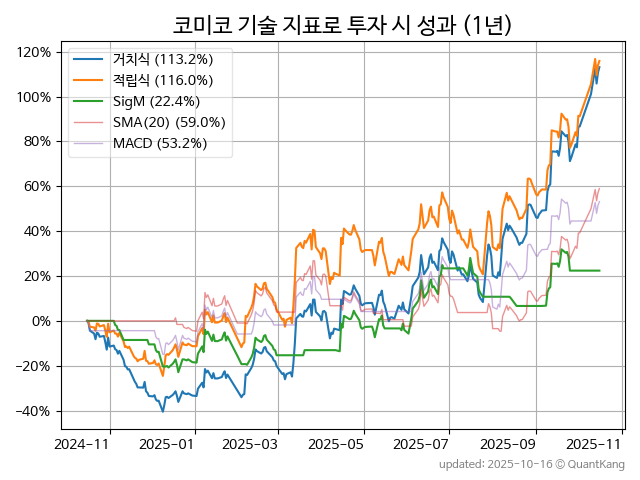 코미코 기술 지표로 투자 시 성과 (1년)
120%
100%
80%
60%
40%
20%
0%
−20%
−40%
거치식 (113.2%)
적립식 (116.0%)
SigM (22.4%)
SMA(20) (59.0%)
MACD (53.2%)
2024-11 2025-01 2025-03 2025-05 2025-07 2025-09 2025-11
updated: 2025-10-16 © QuantKang